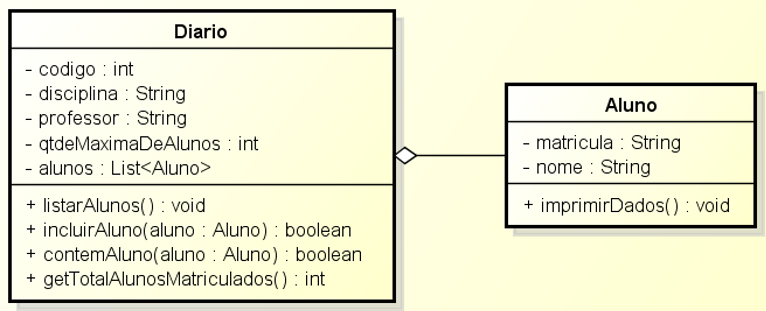 Diario
- codigo : int
- disciplina : String
- professor : String
- qtdeMaximaDeAlunos : int
- alunos : List<Aluno>
+ listarAlunos() : void
+ incluirAluno(aluno : Aluno) : boolean
+ contemAluno(aluno : Aluno) : boolean
+ getTotalAlunosMatriculados() : int
Aluno
- matricula : String
- nome : String
+ imprimirDados() : void